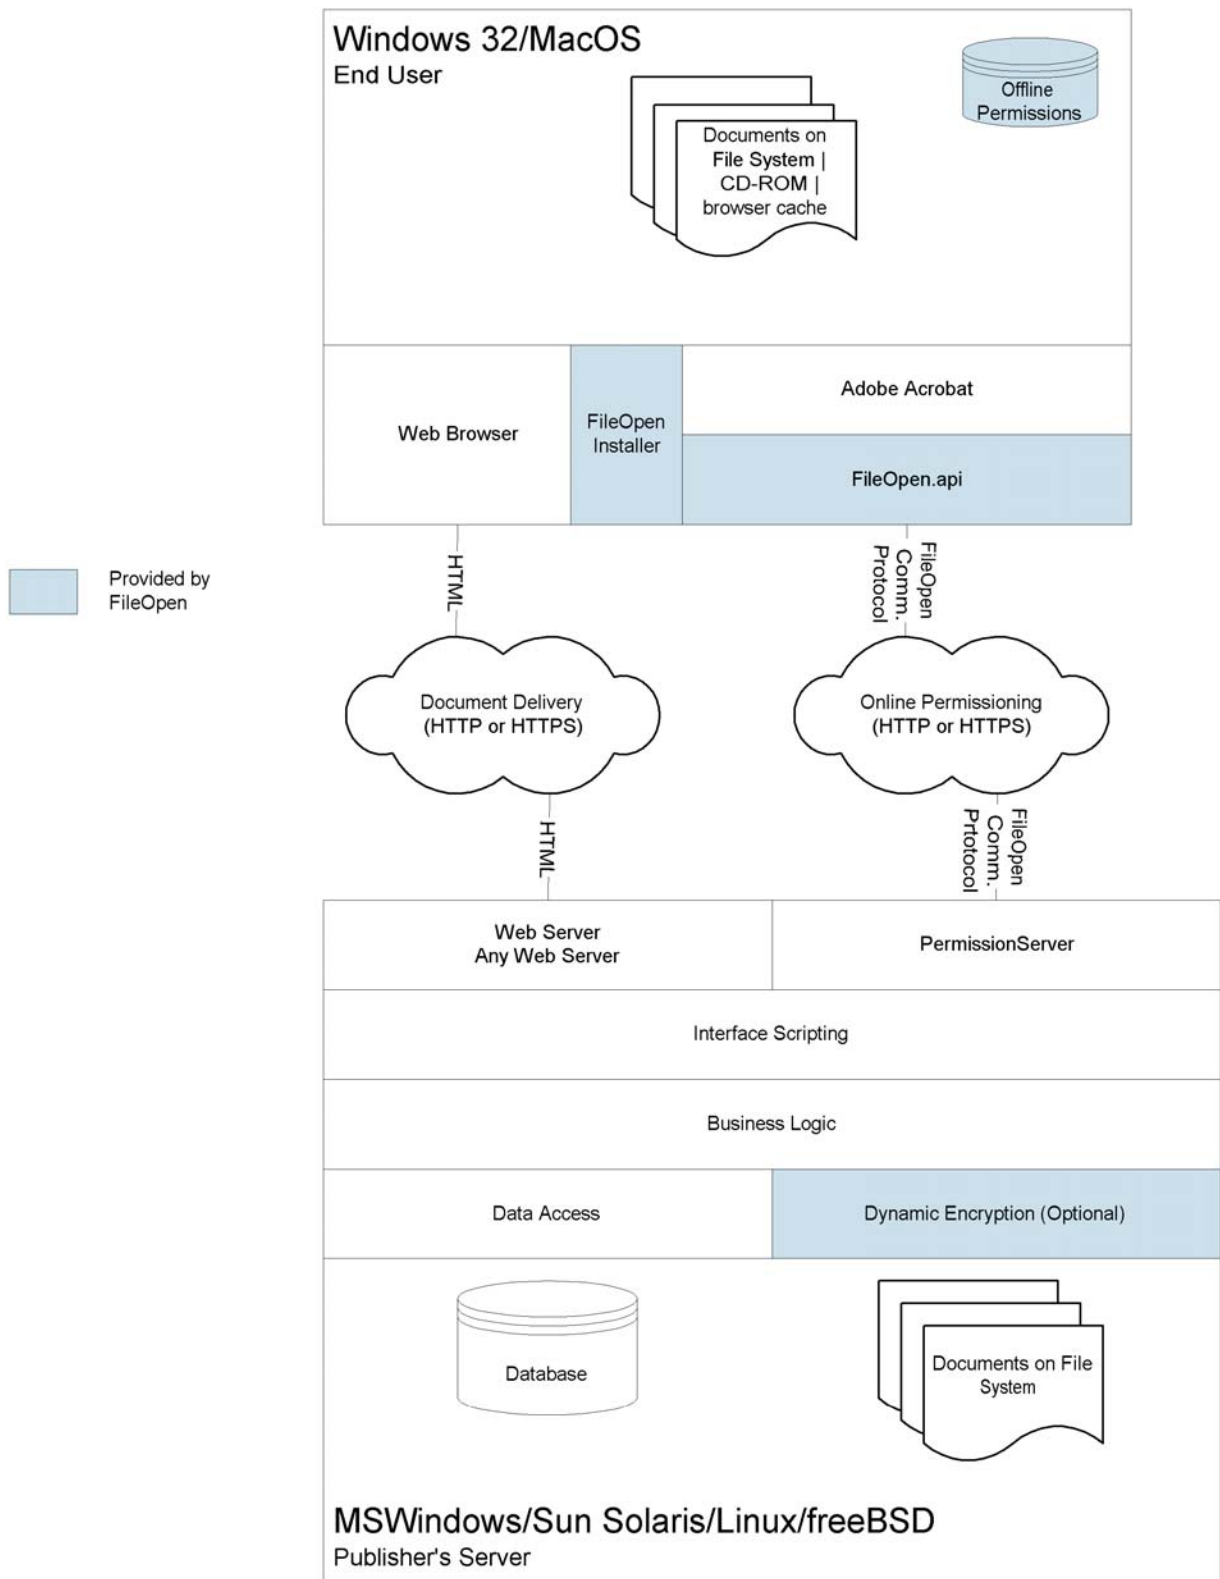 Windows 32/MacOS
End User
Offline
Permissions
Documents on
File System |
CD-ROM |
browser cache
Web Browser
FileOpen
Installer
Adobe Acrobat
FileOpen.api
Provided by
FileOpen
HTML
FileOpen
Comm.
Protocol
Document Delivery
(HTTP or HTTPS)
Online Permissioning
(HTTP or HTTPS)
HTML
FileOpen
Comm.
Prtotocol
Web Server
Any Web Server
PermissionServer
Interface Scripting
Business Logic
Data Access
Dynamic Encryption (Optional)
Database
Documents on File
System
MSWindows/Sun Solaris/Linux/freeBSD
Publisher's Server